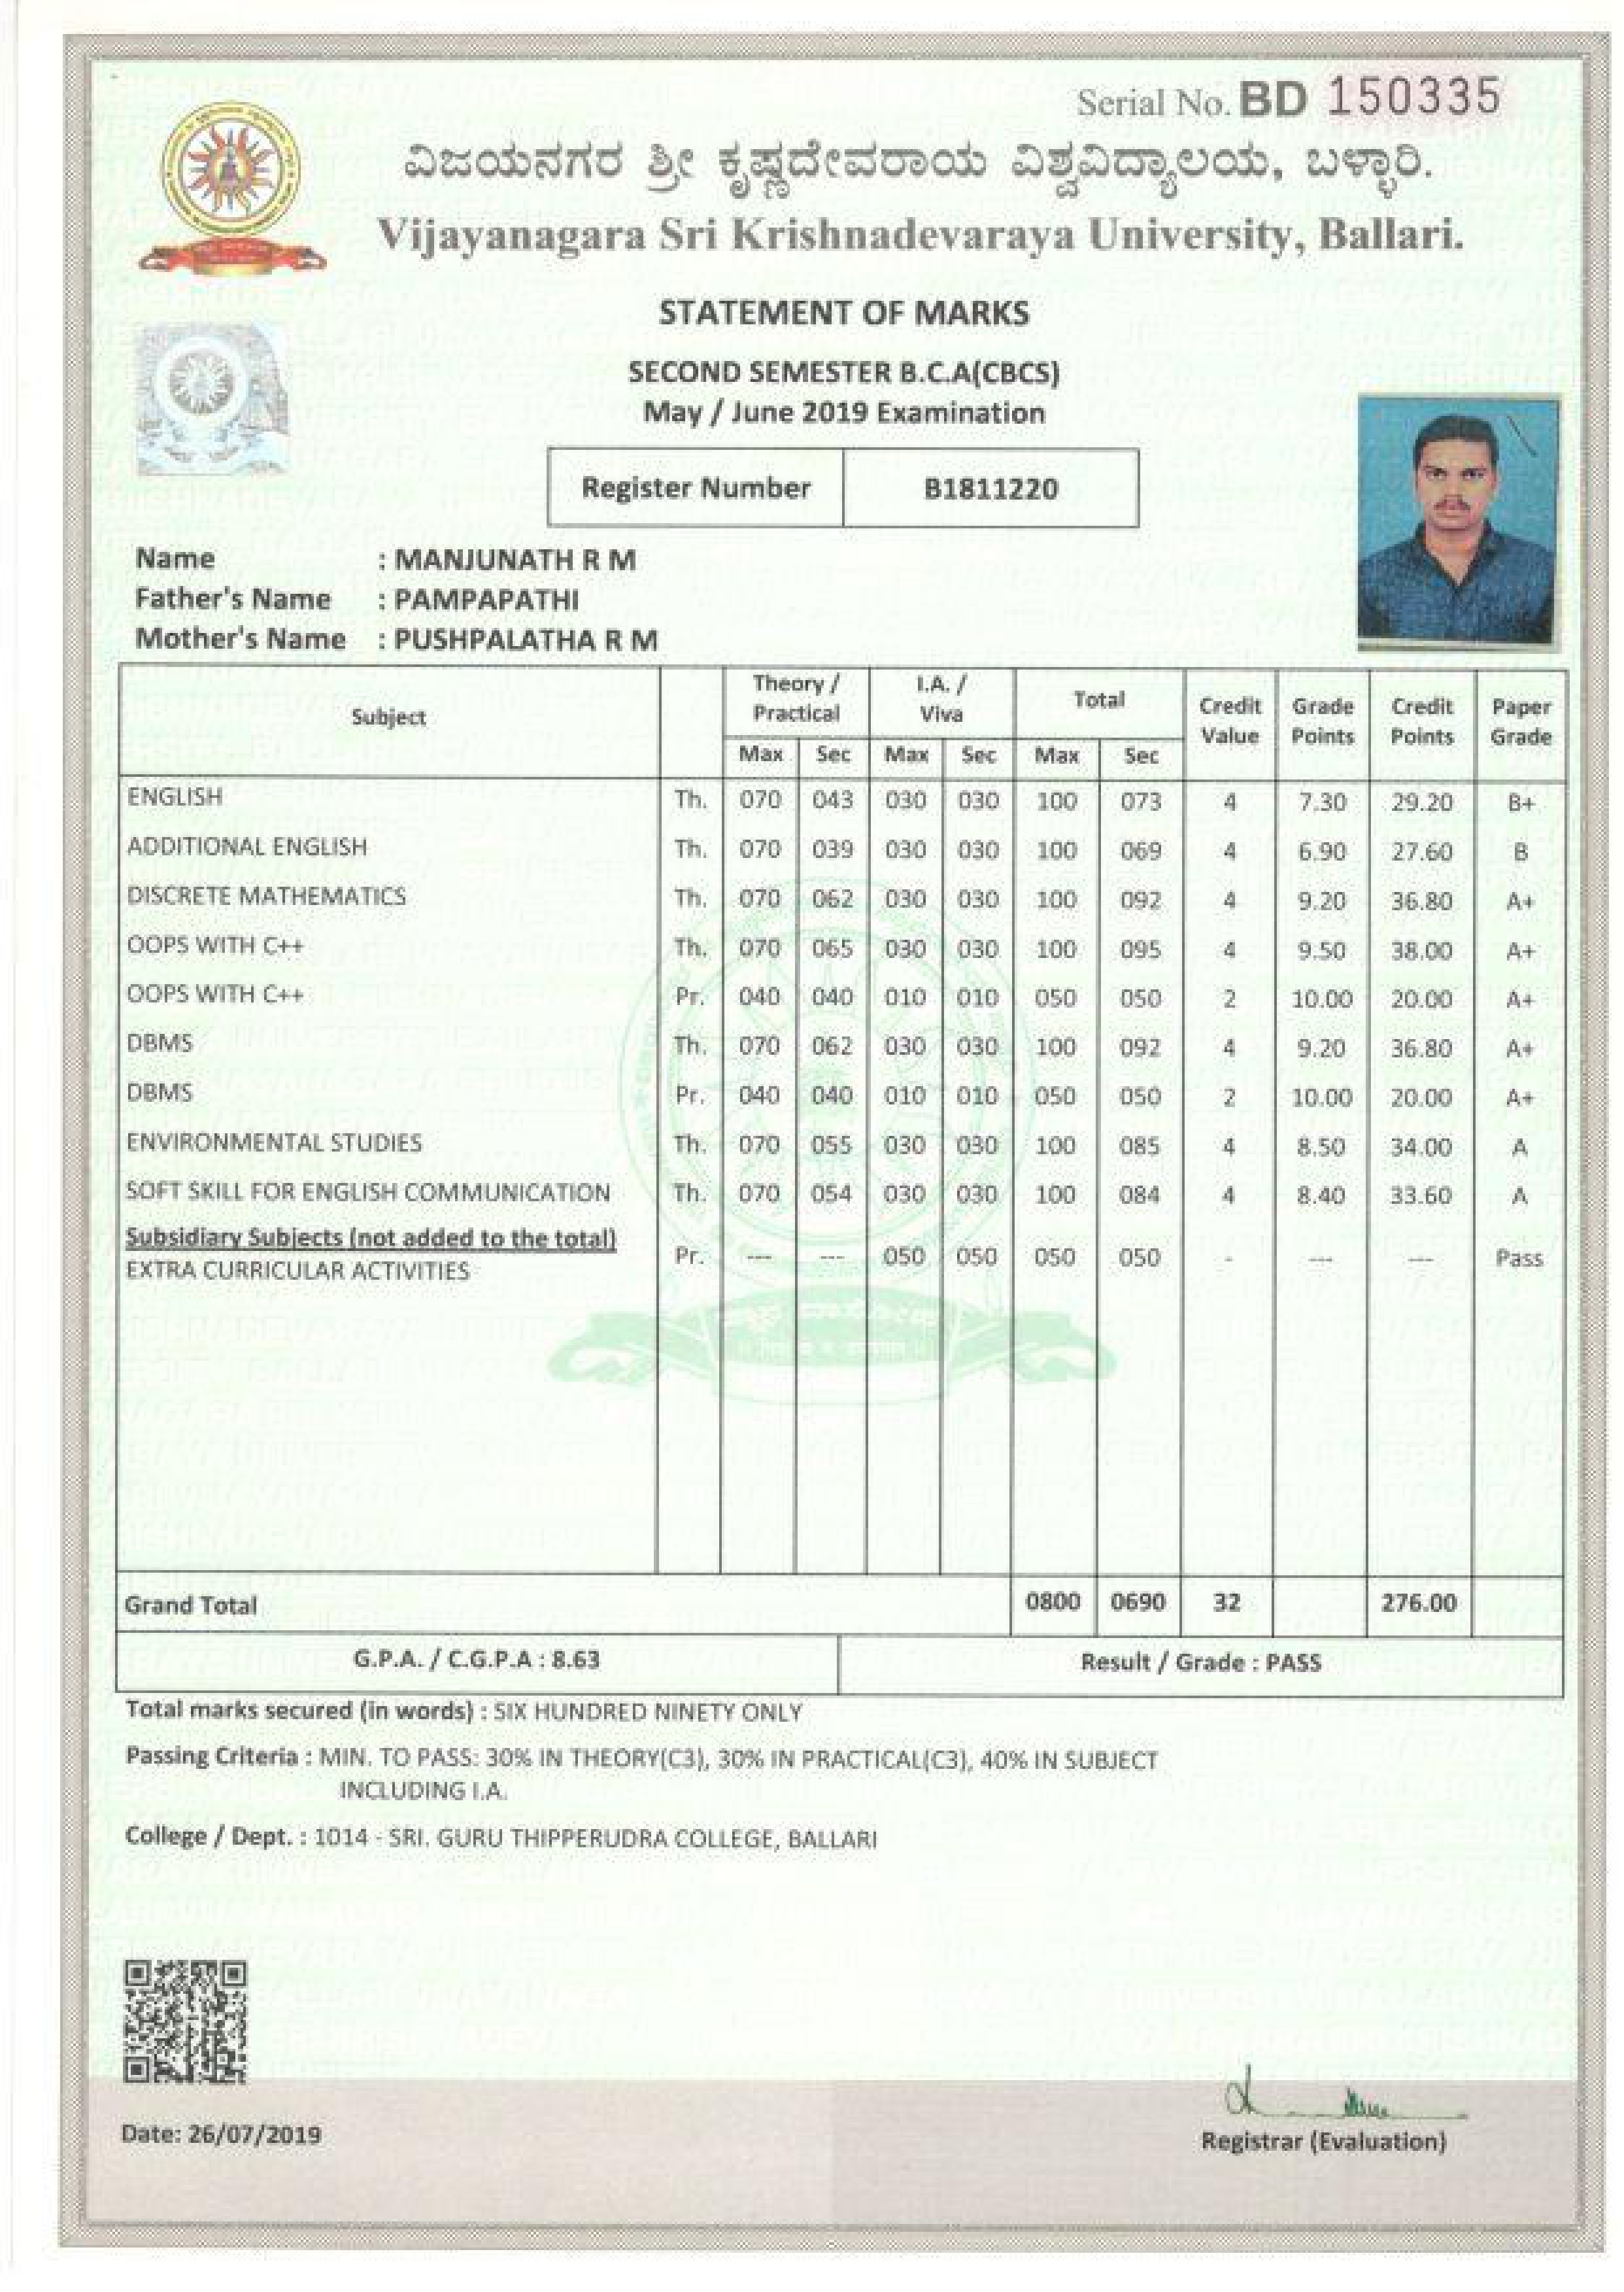 Serial No. BD 150335
ವಿಜಯನಗರ ಶ್ರೀ ಕೃಷ್ಣದೇವರಾಯ ವಿಶ್ವವಿದ್ಯಾಲಯ, ಬಳ್ಳಾರಿ.
Vijayanagara Sri Krishnadevaraya University, Ballari.
STATEMENT OF MARKS
SECOND SEMESTER B.C.A(CBCS)
May / June 2019 Examination
Register Number B1811220
Name : MANJUNATH R M
Father's Name : PAMPAPATHI
Mother's Name : PUSHPALATHA R M
Subject Theory / Practical I.A. / Viva Total Credit Value Grade Points Credit Points Paper Grade
Max Sec Max Sec Max Sec
ENGLISH Th. 070 043 030 030 100 073 4 7.30 29.20 B+
ADDITIONAL ENGLISH Th. 070 039 030 030 100 069 4 6.90 27.60 B
DISCRETE MATHEMATICS Th. 070 062 030 030 100 092 4 9.20 36.80 A+
OOPS WITH C++ Th. 070 065 030 030 100 095 4 9.50 38.00 A+
OOPS WITH C++ Pr. 040 040 010 010 050 050 2 10.00 20.00 A+
DBMS Th. 070 062 030 030 100 092 4 9.20 36.80 A+
DBMS Pr. 040 040 010 010 050 050 2 10.00 20.00 A+
ENVIRONMENTAL STUDIES Th. 070 055 030 030 100 085 4 8.50 34.00 A
SOFT SKILL FOR ENGLISH COMMUNICATION Th. 070 054 030 030 100 084 4 8.40 33.60 A
Subsidiary Subjects (not added to the total)
EXTRA CURRICULAR ACTIVITIES Pr. --- --- 050 050 050 050 - --- --- Pass
Grand Total 0800 0690 32 276.00
G.P.A. / C.G.P.A : 8.63 Result / Grade : PASS
Total marks secured (in words) : SIX HUNDRED NINETY ONLY
Passing Criteria : MIN. TO PASS: 30% IN THEORY(C3), 30% IN PRACTICAL(C3), 40% IN SUBJECT
INCLUDING I.A.
College / Dept. : 1014 - SRI. GURU THIPPERUDRA COLLEGE, BALLARI
Date: 26/07/2019
Registrar (Evaluation)